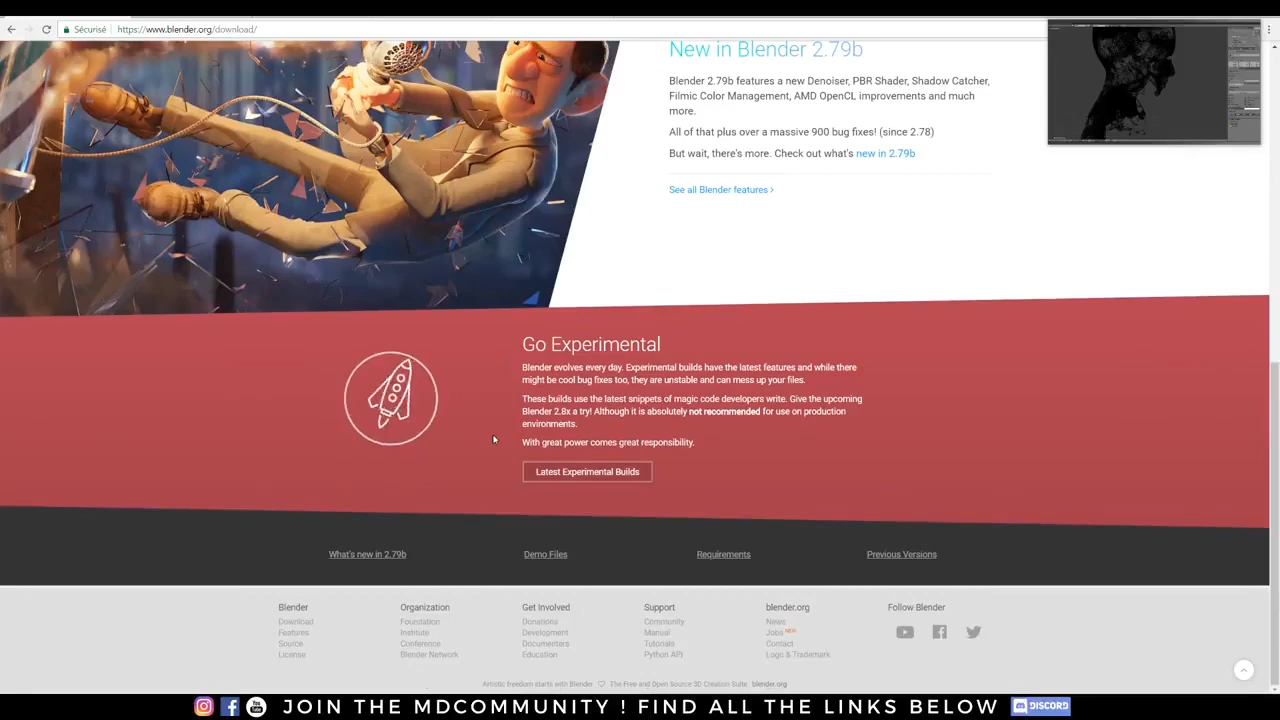 Sécurisé https://www.blender.org/download/
New in Blender 2.79b
Blender 2.79b features a new Denoiser, PBR Shader, Shadow Catcher,
Filmic Color Management, AMD OpenCL improvements and much
more.
All of that plus over a massive 900 bug fixes! (since 2.78)
But wait, there's more. Check out what's new in 2.79b
See all Blender features ›
Go Experimental
Blender evolves every day. Experimental builds have the latest features and while there
might be cool bug fixes too, they are unstable and can mess up your files.
These builds use the latest snippets of magic code developers write. Give the upcoming
Blender 2.8x a try! Although it is absolutely not recommended for use on production
environments.
With great power comes great responsibility.
Latest Experimental Builds
What's new in 2.79b Demo Files Requirements Previous Versions
Blender Organization Get Involved Support blender.org Follow Blender
Download Foundation Donations Community News
Features Institute Development Manual Jobs NEW
Source Conference Documenters Tutorials Contact
License Blender Network Education Python API Logo & Trademark
Artistic freedom starts with Blender The Free and Open Source 3D Creation Suite blender.org
You Tube JOIN THE MDCOMMUNITY ! FIND ALL THE LINKS BELOW DISCORD